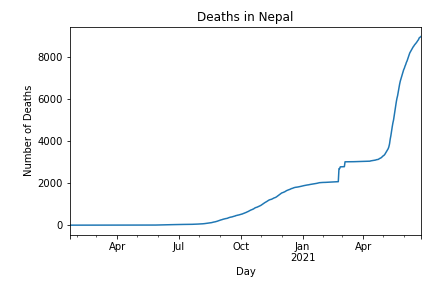 Deaths in Nepal
Number of Deaths
8000
6000
4000
2000
0
Apr Jul Oct Jan Apr
2021
Day